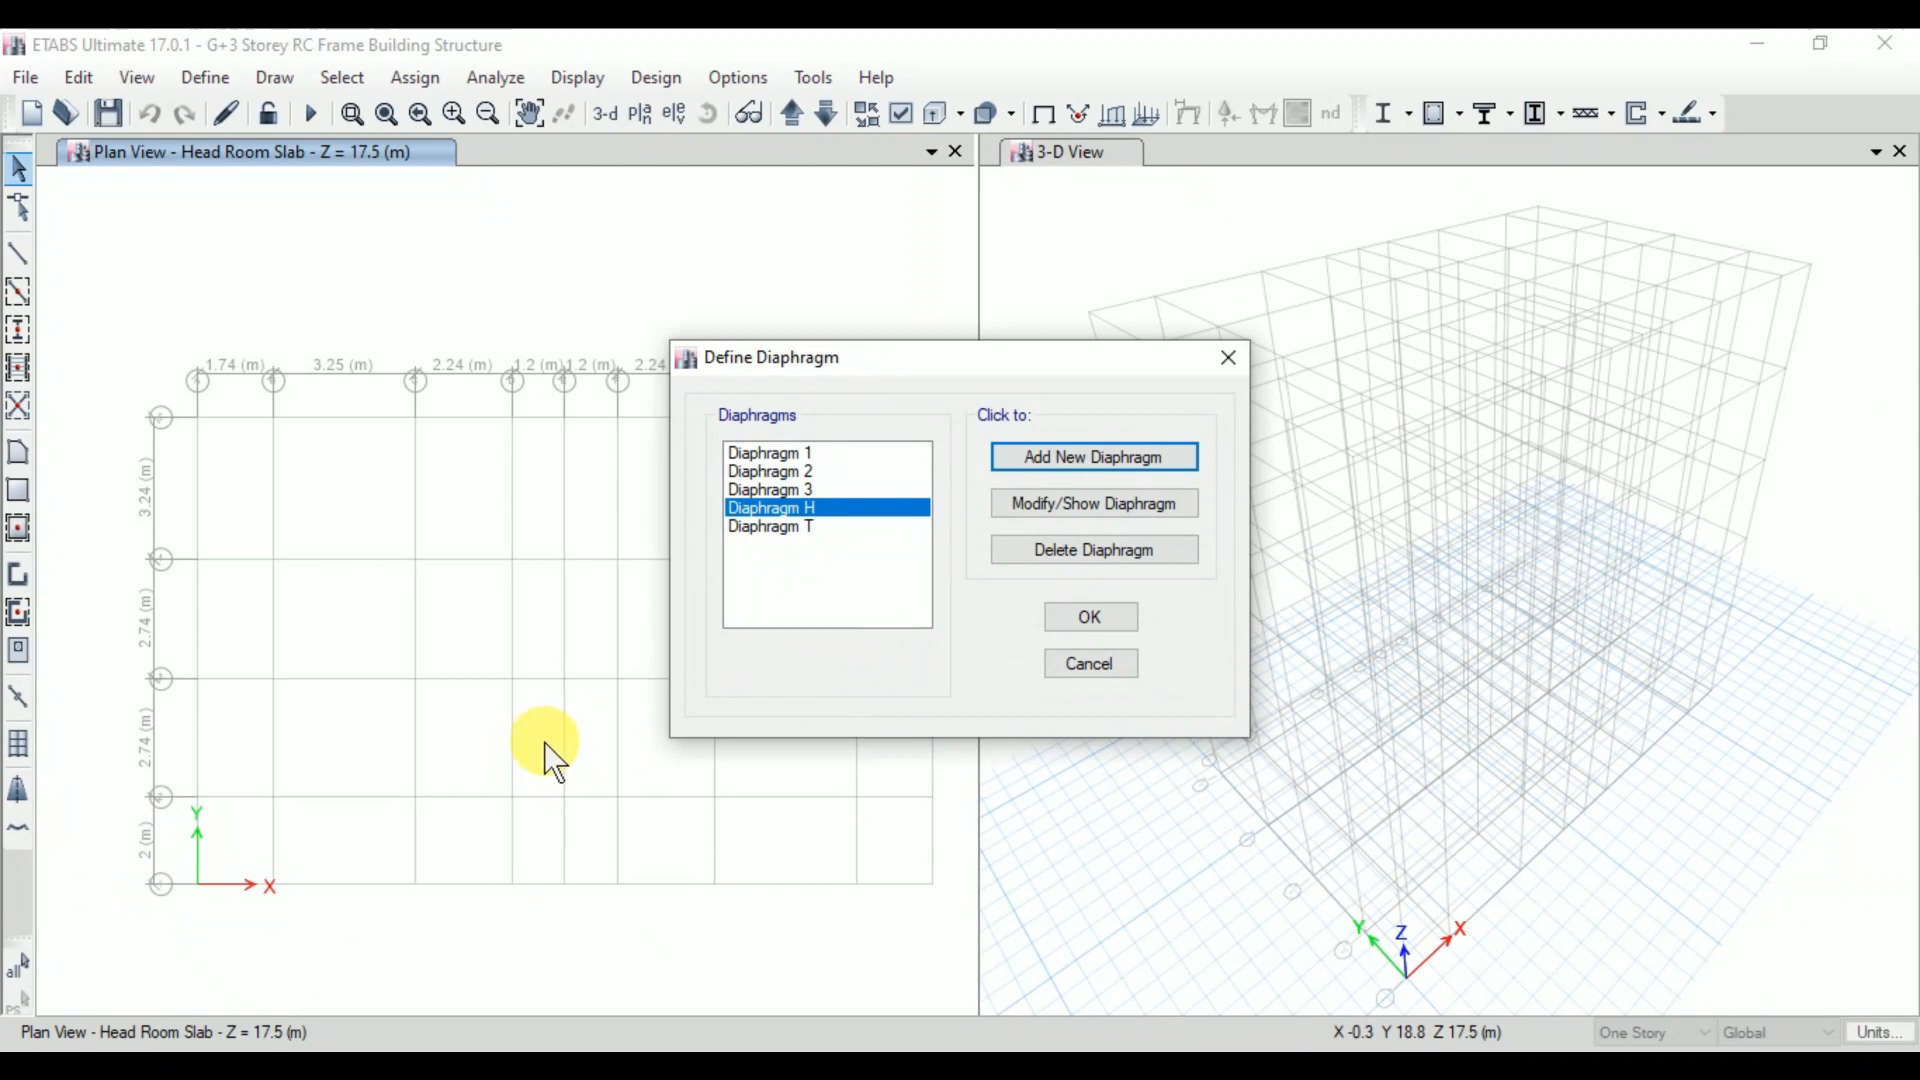 ETABS Ultimate 17.0.1 - G+3 Storey RC Frame Building Structure
File Edit View Define Draw Select Assign Analyze Display Design Options Tools Help
3-d nd
Plan View - Head Room Slab - Z = 17.5 (m)
3-D View
1.74 (m) 3.25 (m) 2.24 (m) 1.2 (m) 1.2 (m) 2.24
3.24 (m)
2.74 (m)
2.74 (m)
2 (m)
Y
X
Define Diaphragm
Diaphragms
Diaphragm 1
Diaphragm 2
Diaphragm 3
Diaphragm H
Diaphragm T
Click to:
Add New Diaphragm
Modify/Show Diaphragm
Delete Diaphragm
OK
Cancel
Y Z X
all
PS
Plan View - Head Room Slab - Z = 17.5 (m)
X -0.3 Y 18.8 Z 17.5 (m)
One Story
Global
Units...